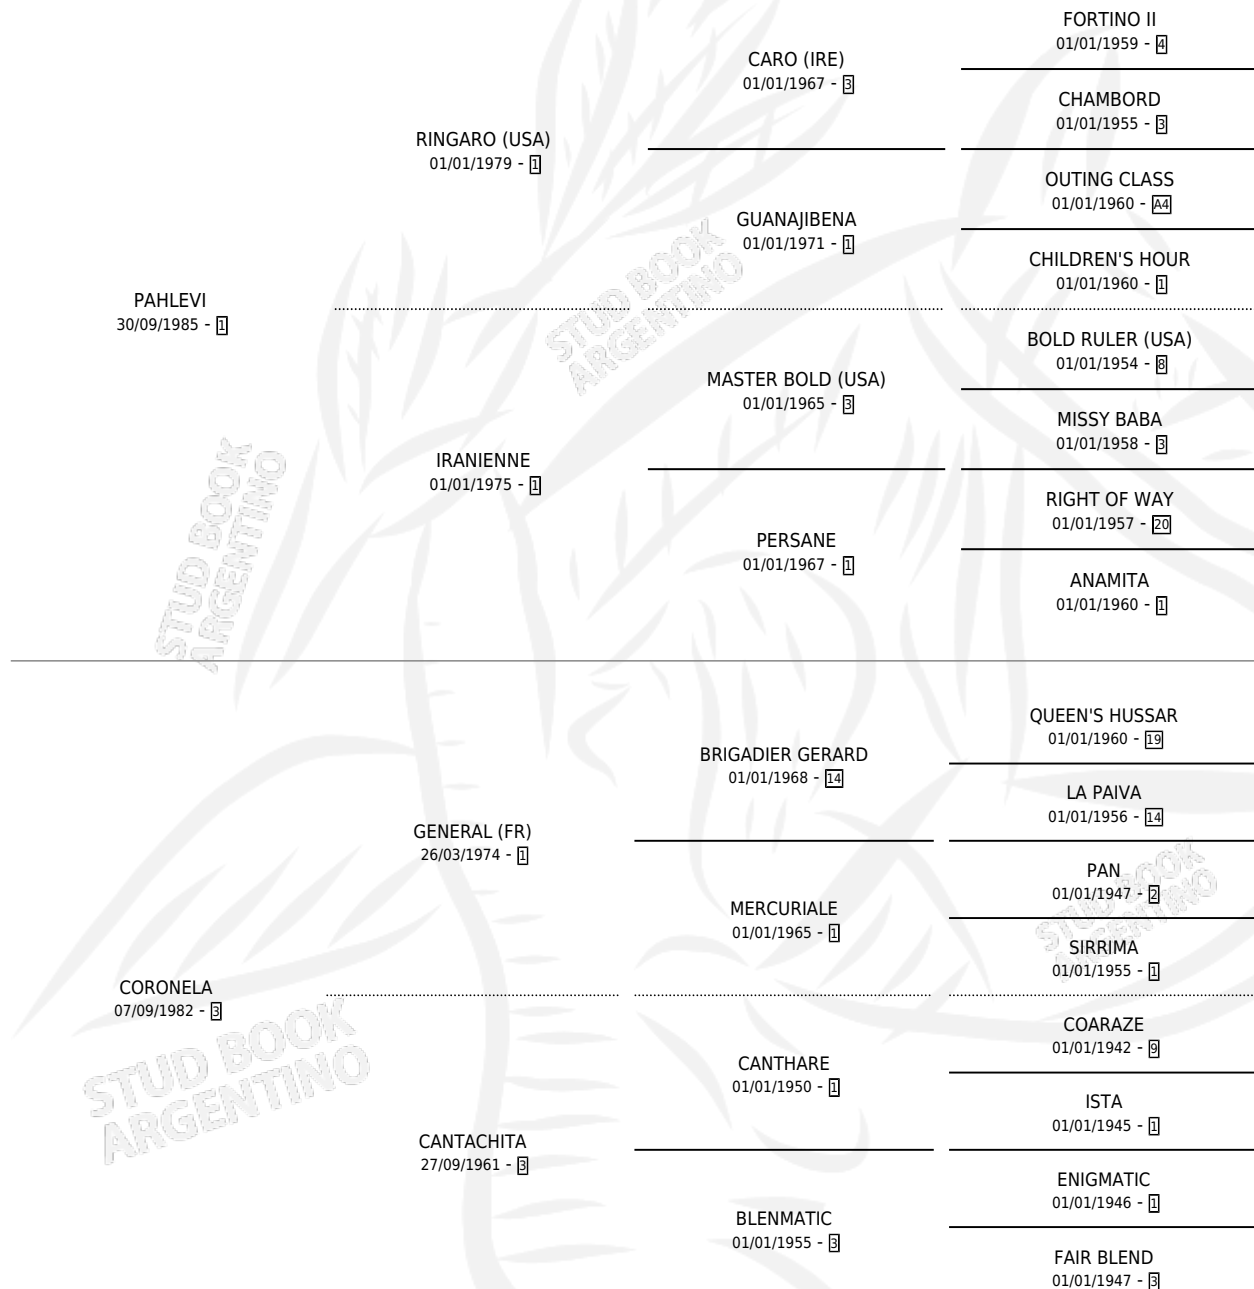 FORTINO II
01/01/1959 - 4
CARO (IRE)
01/01/1967 - 3
CHAMBORD
01/01/1955 - 3
RINGARO (USA)
01/01/1979 - 1
OUTING CLASS
01/01/1960 - A4
GUANAJIBENA
01/01/1971 - 1
CHILDREN'S HOUR
01/01/1960 - 1
PAHLEVI
30/09/1985 - 1
BOLD RULER (USA)
01/01/1954 - 8
MASTER BOLD (USA)
01/01/1965 - 3
MISSY BABA
01/01/1958 - 3
IRANIENNE
01/01/1975 - 1
RIGHT OF WAY
01/01/1957 - 20
PERSANE
01/01/1967 - 1
ANAMITA
01/01/1960 - 1
QUEEN'S HUSSAR
01/01/1960 - 19
BRIGADIER GERARD
01/01/1968 - 14
LA PAIVA
01/01/1956 - 14
GENERAL (FR)
26/03/1974 - 1
PAN
01/01/1947 - 2
MERCURIALE
01/01/1965 - 1
SIRRIMA
01/01/1955 - 1
CORONELA
07/09/1982 - 3
COARAZE
01/01/1942 - 9
CANTHARE
01/01/1950 - 1
ISTA
01/01/1945 - 1
CANTACHITA
27/09/1961 - 3
ENIGMATIC
01/01/1946 - 1
BLENMATIC
01/01/1955 - 3
FAIR BLEND
01/01/1947 - 3
STUD BOOK
ARGENTINO
STUD BOOK
ARGENTINO
STUD BOOK
ARGENTINO
STUD BOOK
ARGENTINO